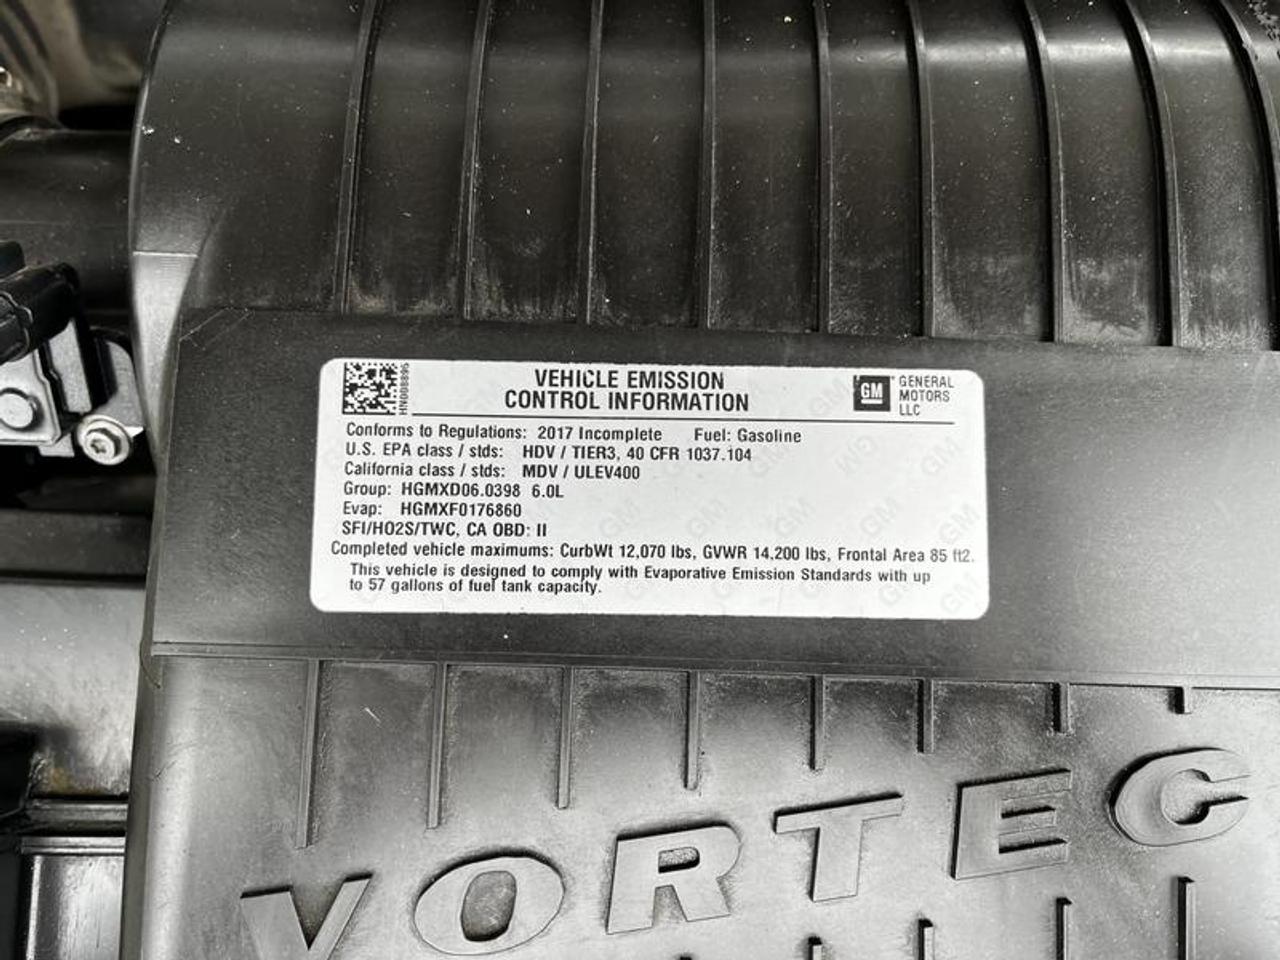 HN008895
VEHICLE EMISSION
CONTROL INFORMATION
GM
GENERAL
MOTORS
LLC
Conforms to Regulations: 2017 Incomplete Fuel: Gasoline
U.S. EPA class / stds: HDV / TIER3, 40 CFR 1037.104
California class / stds: MDV / ULEV400
Group: HGMXD06.0398 6.0L
Evap: HGMXF0176860
SFI/HO2S/TWC, CA OBD: II
Completed vehicle maximums: CurbWt 12,070 lbs, GVWR 14,200 lbs, Frontal Area 85 ft2.
This vehicle is designed to comply with Evaporative Emission Standards with up
to 57 gallons of fuel tank capacity.
VORTEC